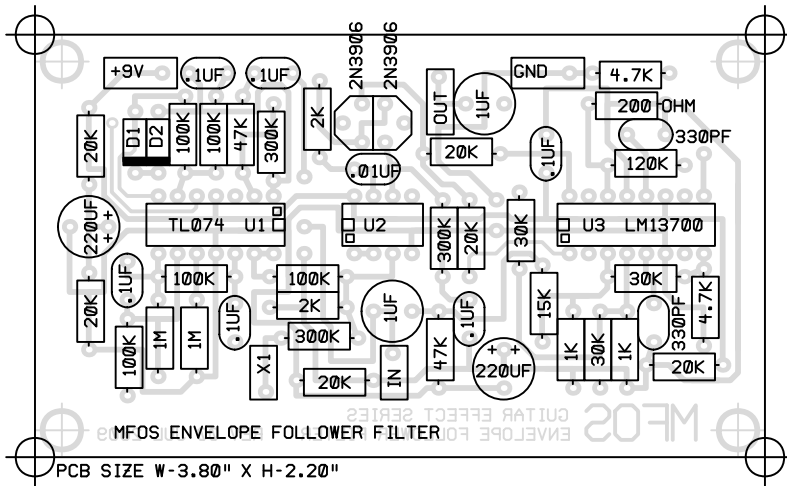 2N3906
2N3906
+9V
.1UF
.1UF
GND
4.7K
OUT
1UF
200 OHM
D1
D2
100K
100K
47K
300K
2K
20K
330PF
20K
.1UF
120K
.01UF
220UF
+
+
TL074 U1
U2
300K
20K
30K
U3 LM13700
.1UF
100K
100K
30K
20K
.1UF
2K
1UF
.1UF
15K
330PF
4.7K
100K
1M
1M
300K
47K
+
+
220UF
1K
30K
1K
20K
X1
20K
IN
GUITAR EFFECT SERIES
MFOS
ENVELOPE FOLLOWER
2009
MFOS ENVELOPE FOLLOWER FILTER
PCB SIZE W-3.80" X H-2.20"